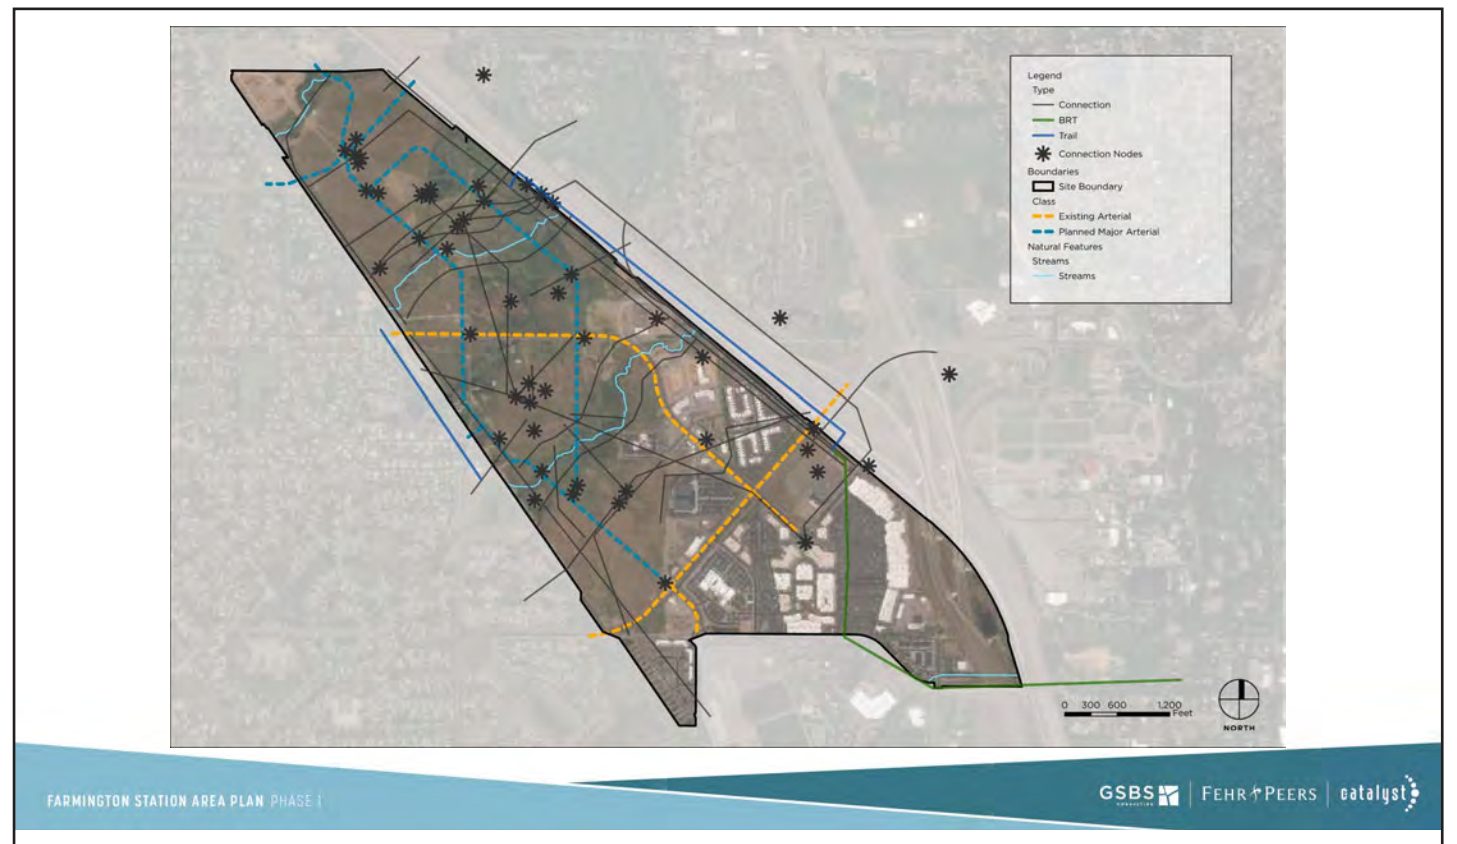 Legend
Type
Connection
BRT
Trail
Connection Nodes
Boundaries
Site Boundary
Class
Existing Arterial
Planned Major Arterial
Natural Features
Streams
Streams
0 300 600 1,200
Feet
NORTH
FARMINGTON STATION AREA PLAN PHASE 1
GSBS
FEHR PEERS
catalyst